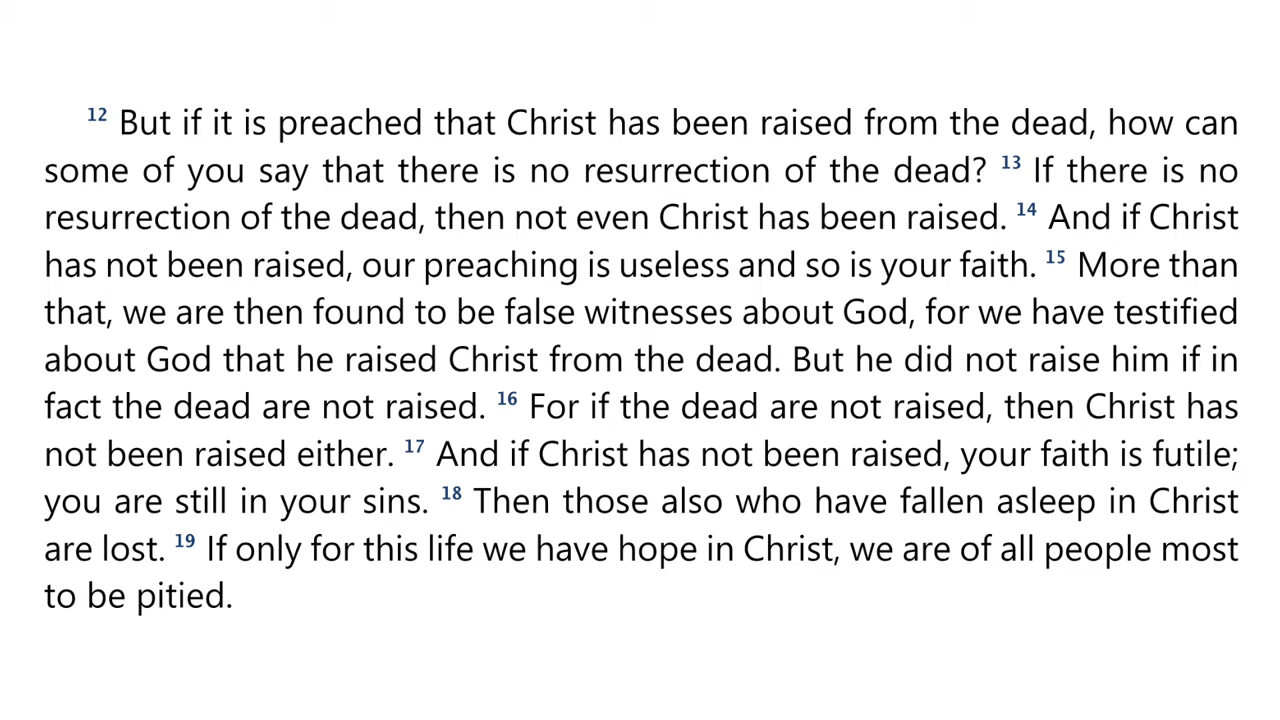 12 But if it is preached that Christ has been raised from the dead, how can
some of you say that there is no resurrection of the dead? 13 If there is no
resurrection of the dead, then not even Christ has been raised. 14 And if Christ
has not been raised, our preaching is useless and so is your faith. 15 More than
that, we are then found to be false witnesses about God, for we have testified
about God that he raised Christ from the dead. But he did not raise him if in
fact the dead are not raised. 16 For if the dead are not raised, then Christ has
not been raised either. 17 And if Christ has not been raised, your faith is futile;
you are still in your sins. 18 Then those also who have fallen asleep in Christ
are lost. 19 If only for this life we have hope in Christ, we are of all people most
to be pitied.